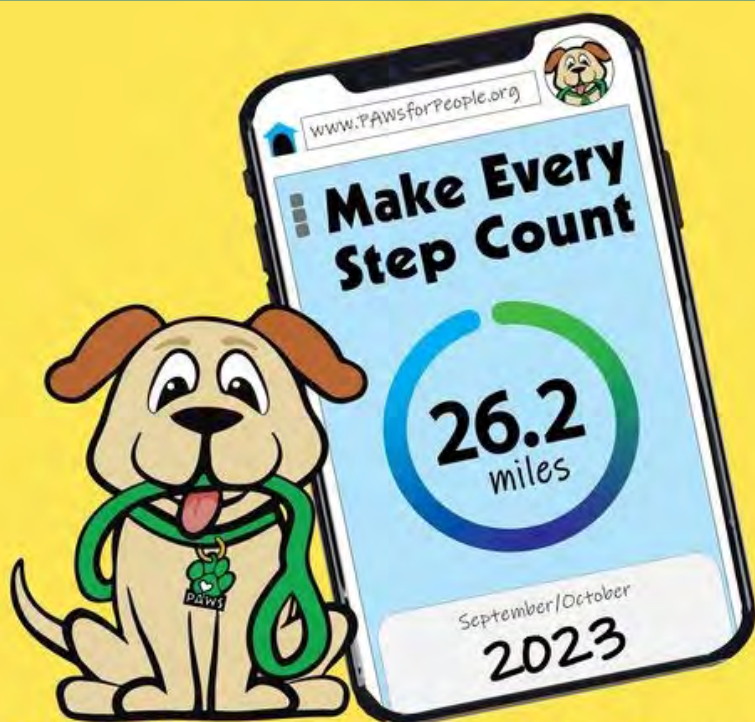 www.PAWsforPeople.org
Make Every
Step Count
26.2
miles
September/October
2023
PAWS